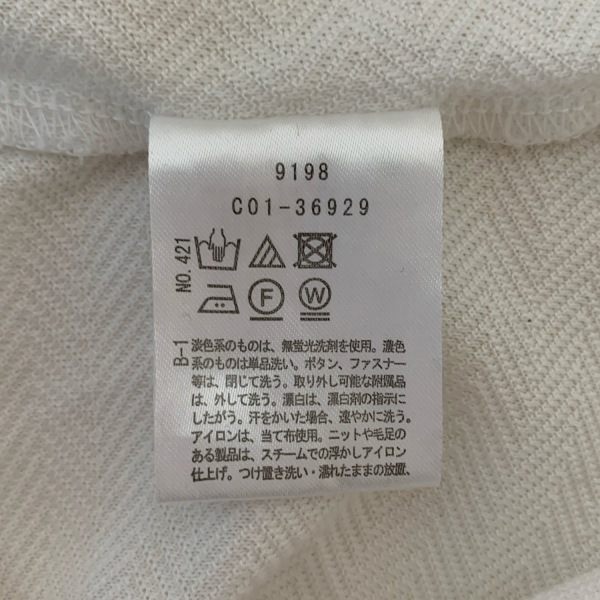 9198
C01-36929
NO.421
F
W
B-1
淡色系のものは、無蛍光洗剤を使用。濃色
系のものは単品洗い。ボタン、ファスナー
等は、閉じて洗う。取り外し可能な附属品
は、外して洗う。漂白は、漂白剤の指示に
したがう。汗をかいた場合、速やかに洗う。
アイロンは、当て布使用。ニットや毛足の
ある製品は、スチームでの浮かしアイロン
仕上げ。つけ置き洗い・濡れたままの放置、